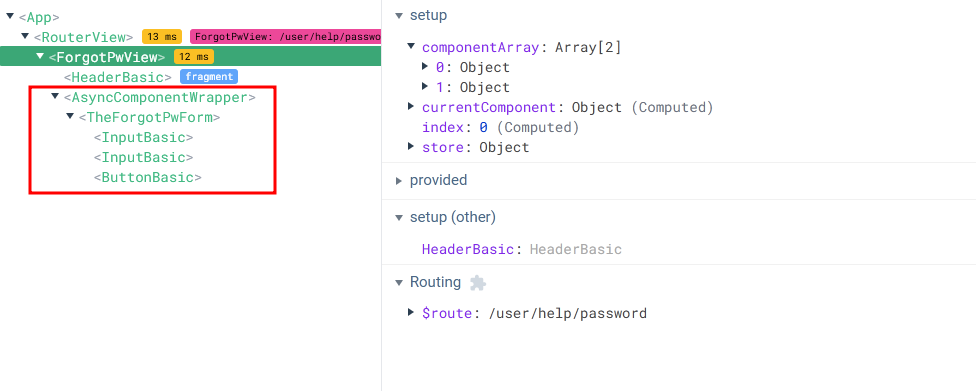 <App>
<RouterView> 13 ms ForgotPwView: /user/help/passwo
<ForgotPwView> 12 ms
<HeaderBasic> fragment
<AsyncComponentWrapper>
<TheForgotPwForm>
<InputBasic>
<InputBasic>
<ButtonBasic>
setup
componentArray: Array[2]
0: Object
1: Object
currentComponent: Object (Computed)
index: 0 (Computed)
store: Object
provided
setup (other)
HeaderBasic: HeaderBasic
Routing
$route: /user/help/password